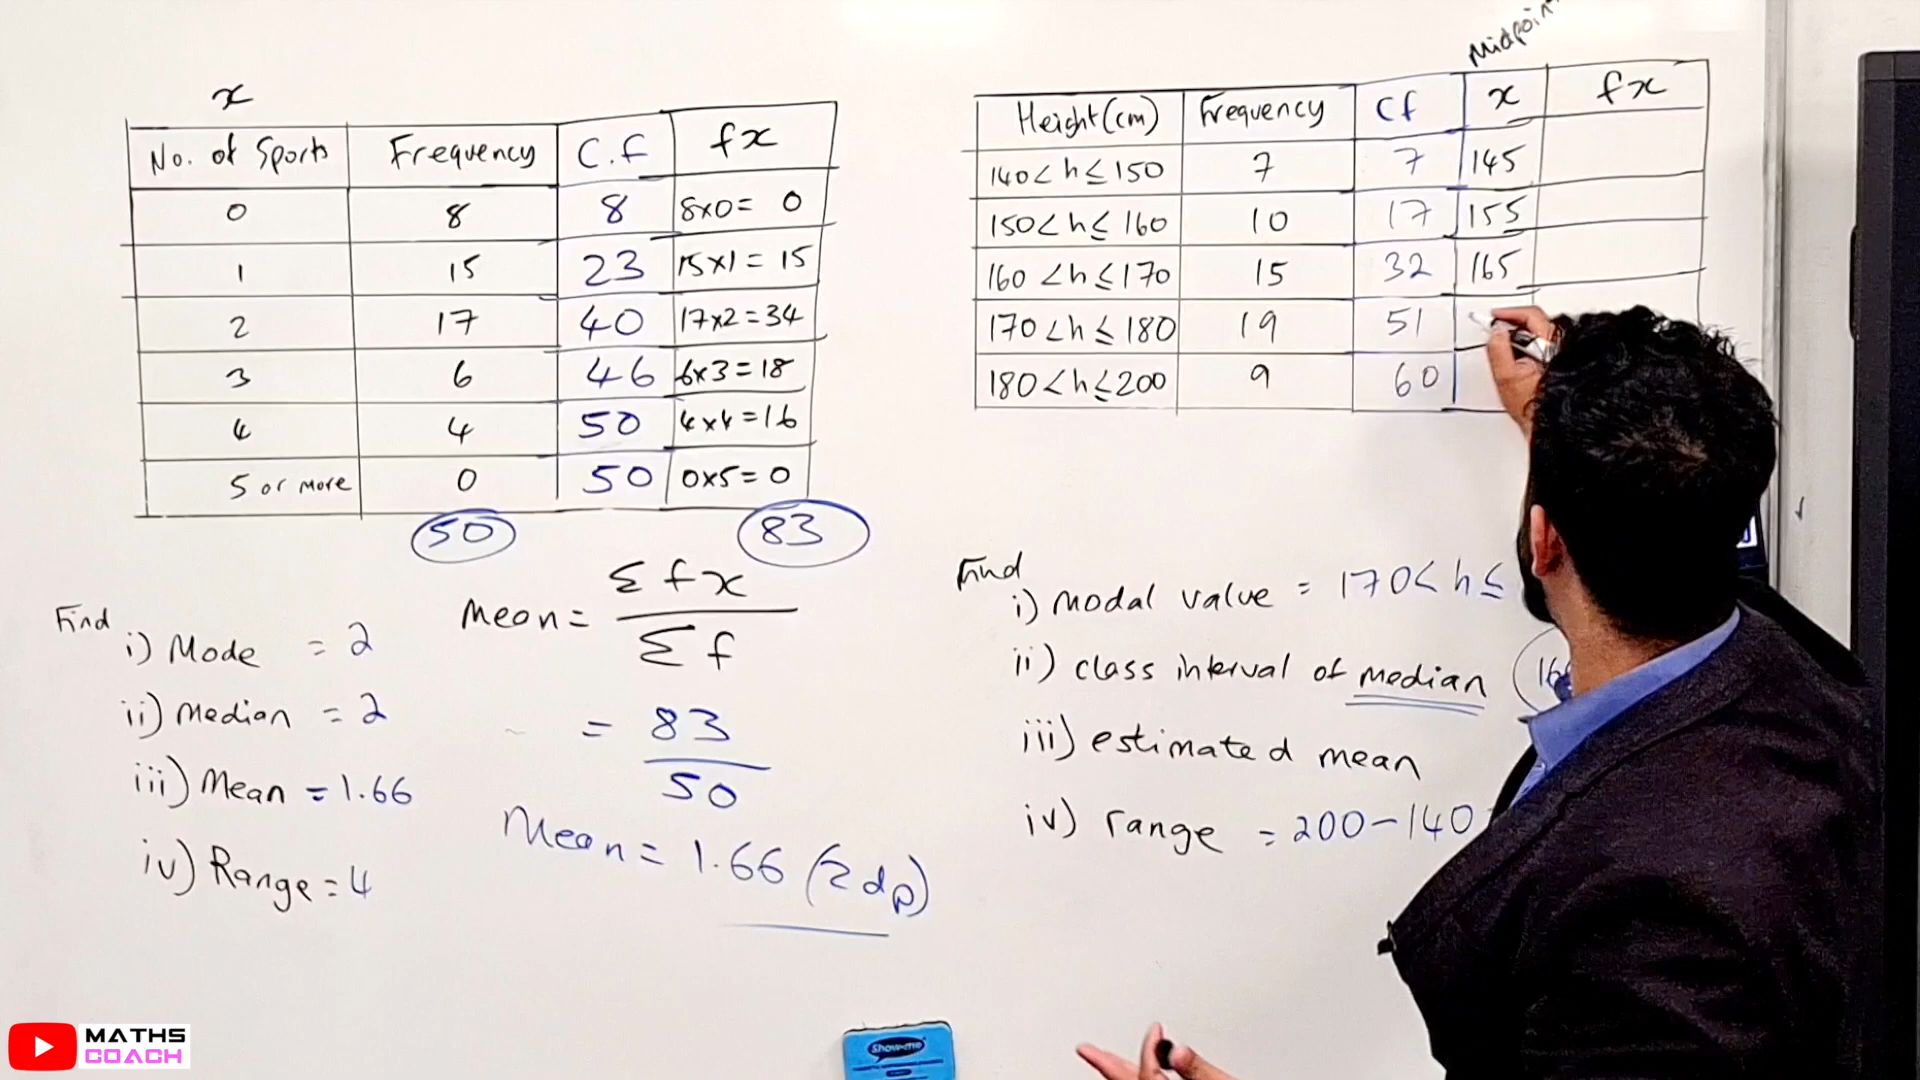 x
No. of Sports Frequency C.f fx
0 8 8 8x0= 0
1 15 23 15x1= 15
2 17 40 17x2=34
3 6 46 6x3=18
4 4 50 4x4=16
5 or more 0 50 0x5=0
50 83
Find
i) Mode = 2
ii) Median = 2
iii) Mean = 1.66
iv) Range=4
Mean = Σfx
Σf
= 83
50
Mean = 1.66 (2dp)
Midpoin
Height(cm) Frequency Cf x fx
140<h≤150 7 7 145
150<h≤160 10 17 155
160<h≤170 15 32 165
170<h≤180 19 51
180<h≤200 9 60
Find
i) Modal value = 170<h≤
ii) class interval of median 16
iii) estimated mean
iv) range = 200-140
MATHS
COACH
Show-me